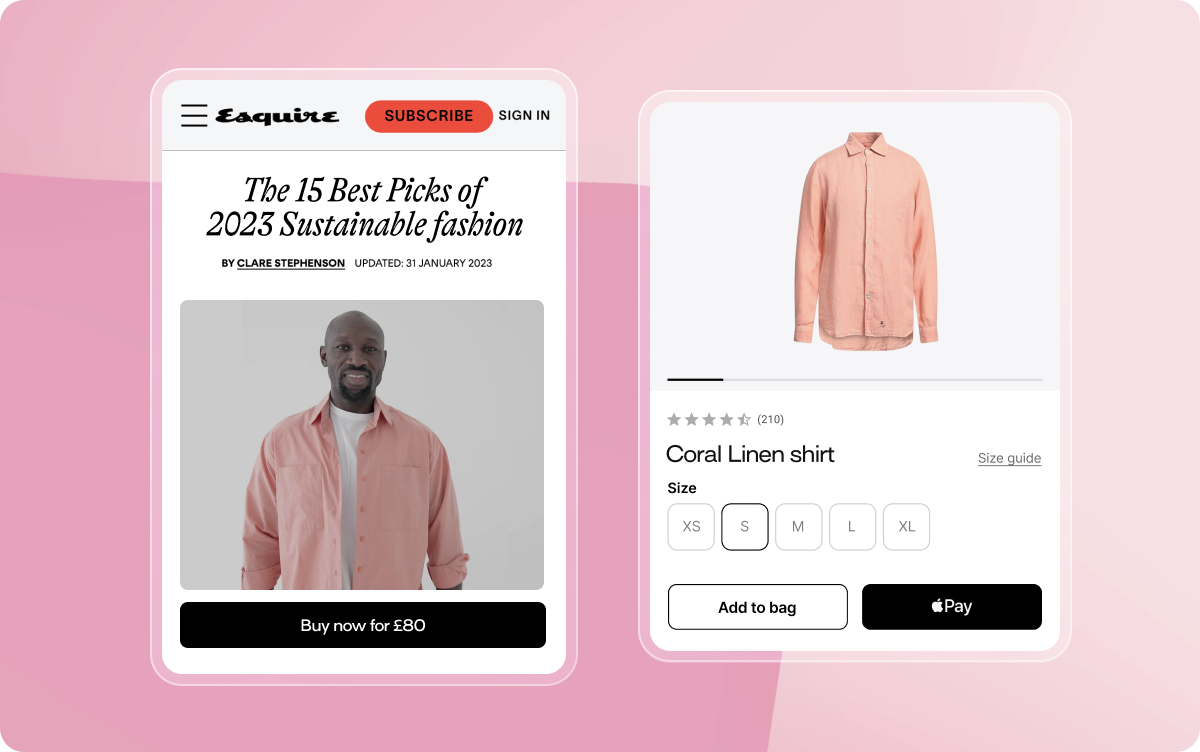 Esquire
SUBSCRIBE
SIGN IN
The 15 Best Picks of
2023 Sustainable fashion
BY CLARE STEPHENSON UPDATED: 31 JANUARY 2023
Buy now for £80
(210)
Coral Linen shirt
Size guide
Size
XS S M L XL
Add to bag
Pay